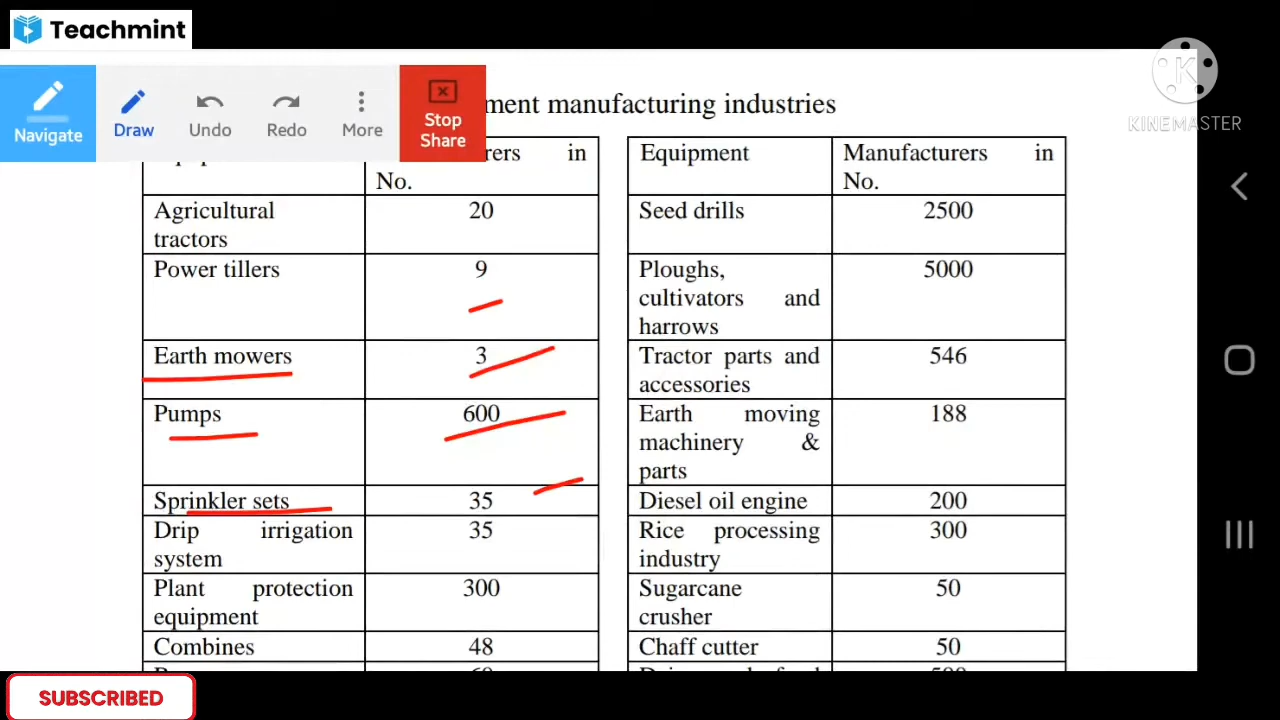 Teachmint
Navigate
Draw
Undo
Redo
More
Stop
Share
ment manufacturing industries
KINEMASTER
rers in
No.
Equipment
Manufacturers in
No.
Agricultural
tractors
20
Seed drills
2500
Power tillers
9
Ploughs,
cultivators and
harrows
5000
Earth mowers
3
Tractor parts and
accessories
546
Pumps
600
Earth moving
machinery &
parts
188
Sprinkler sets
35
Diesel oil engine
200
Drip irrigation
system
35
Rice processing
industry
300
Plant protection
equipment
300
Sugarcane
crusher
50
Combines
48
Chaff cutter
50
SUBSCRIBED